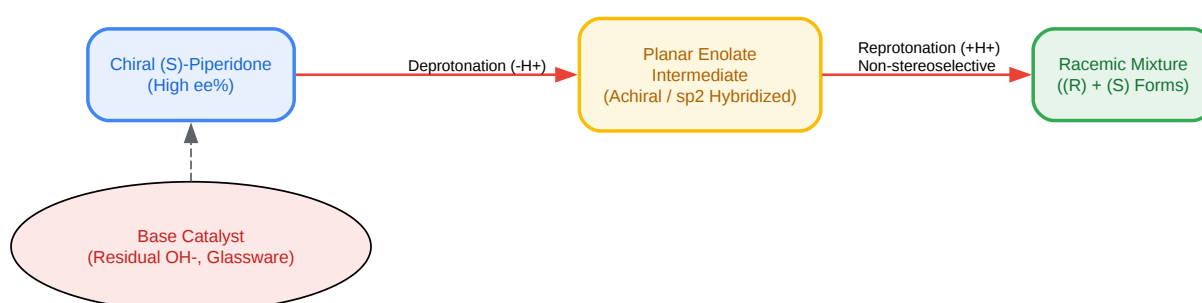 Chiral (S)-Piperidone
(High ee%)
Deprotonation (-H+)
Planar Enolate
Intermediate
(Achiral / sp2 Hybridized)
Reprotonation (+H+)
Non-stereoselective
Racemic Mixture
((R) + (S) Forms)
Base Catalyst
(Residual OH-, Glassware)